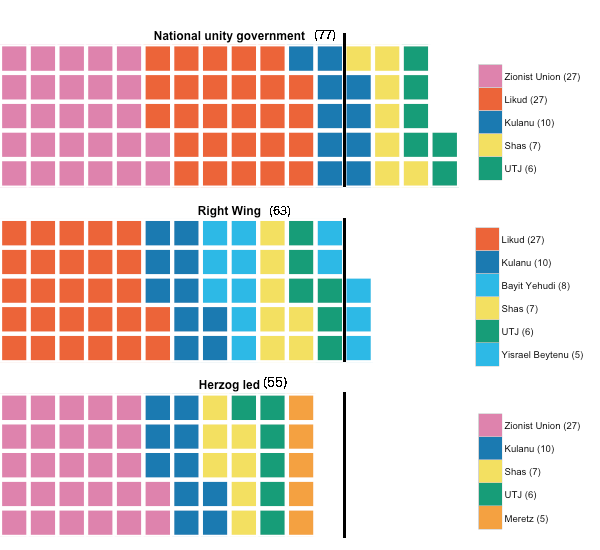 National unity government (77)
Zionist Union (27)
Likud (27)
Kulanu (10)
Shas (7)
UTJ (6)
Right Wing (63)
Likud (27)
Kulanu (10)
Bayit Yehudi (8)
Shas (7)
UTJ (6)
Yisrael Beytenu (5)
Herzog led (55)
Zionist Union (27)
Kulanu (10)
Shas (7)
UTJ (6)
Meretz (5)